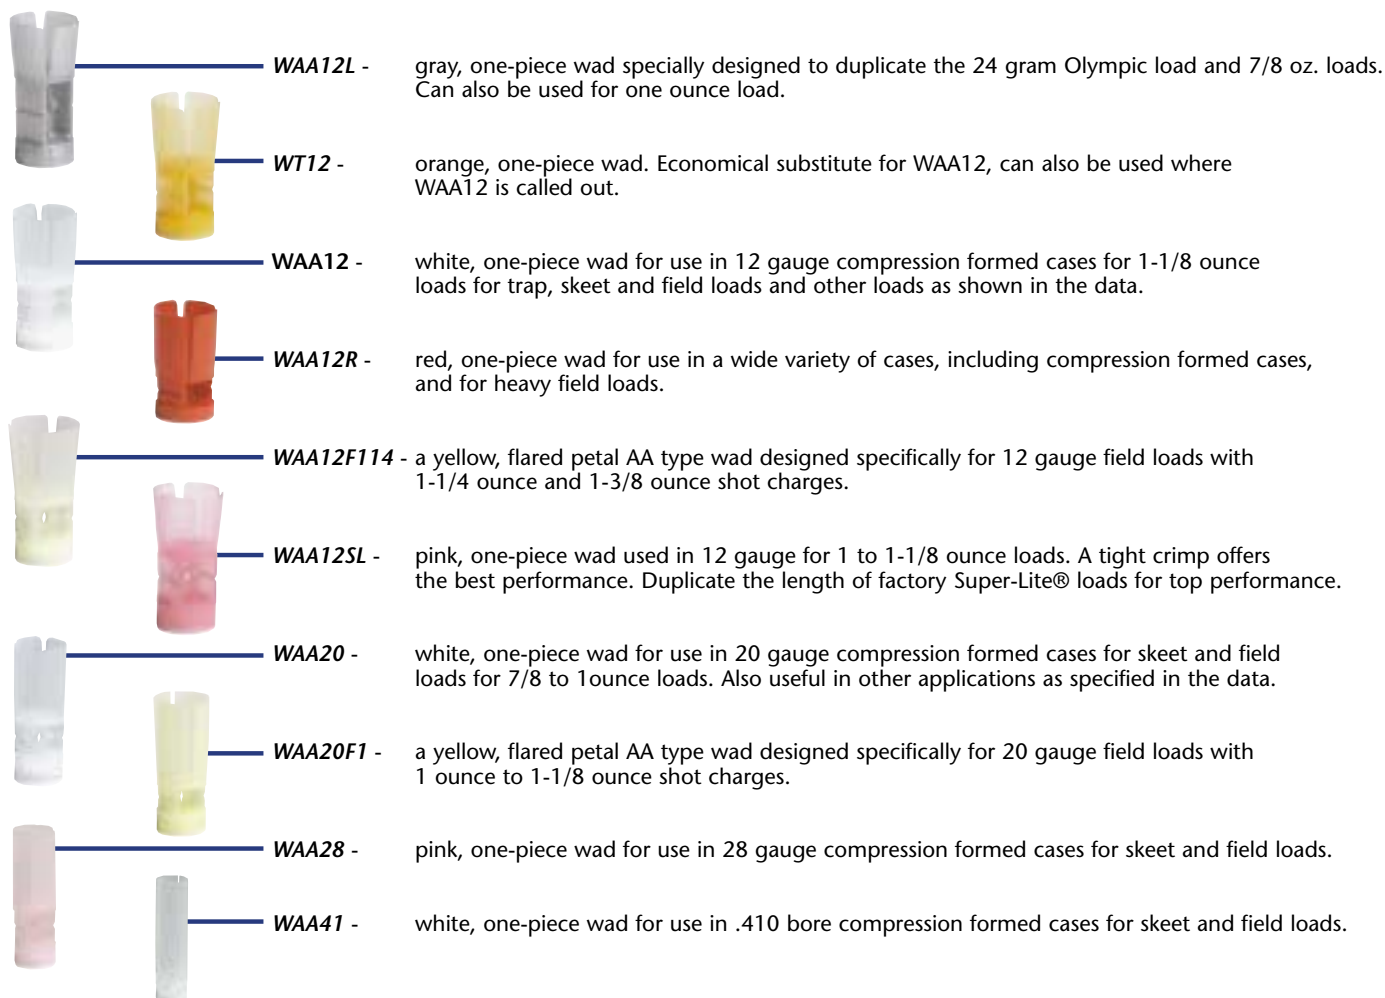 WAA12L - gray, one-piece wad specially designed to duplicate the 24 gram Olympic load and 7/8 oz. loads.
Can also be used for one ounce load.
WT12 - orange, one-piece wad. Economical substitute for WAA12, can also be used where
WAA12 is called out.
WAA12 - white, one-piece wad for use in 12 gauge compression formed cases for 1-1/8 ounce
loads for trap, skeet and field loads and other loads as shown in the data.
WAA12R - red, one-piece wad for use in a wide variety of cases, including compression formed cases,
and for heavy field loads.
WAA12F114 - a yellow, flared petal AA type wad designed specifically for 12 gauge field loads with
1-1/4 ounce and 1-3/8 ounce shot charges.
WAA12SL - pink, one-piece wad used in 12 gauge for 1 to 1-1/8 ounce loads. A tight crimp offers
the best performance. Duplicate the length of factory Super-Lite® loads for top performance.
WAA20 - white, one-piece wad for use in 20 gauge compression formed cases for skeet and field
loads for 7/8 to 1ounce loads. Also useful in other applications as specified in the data.
WAA20F1 - a yellow, flared petal AA type wad designed specifically for 20 gauge field loads with
1 ounce to 1-1/8 ounce shot charges.
WAA28 - pink, one-piece wad for use in 28 gauge compression formed cases for skeet and field loads.
WAA41 - white, one-piece wad for use in .410 bore compression formed cases for skeet and field loads.